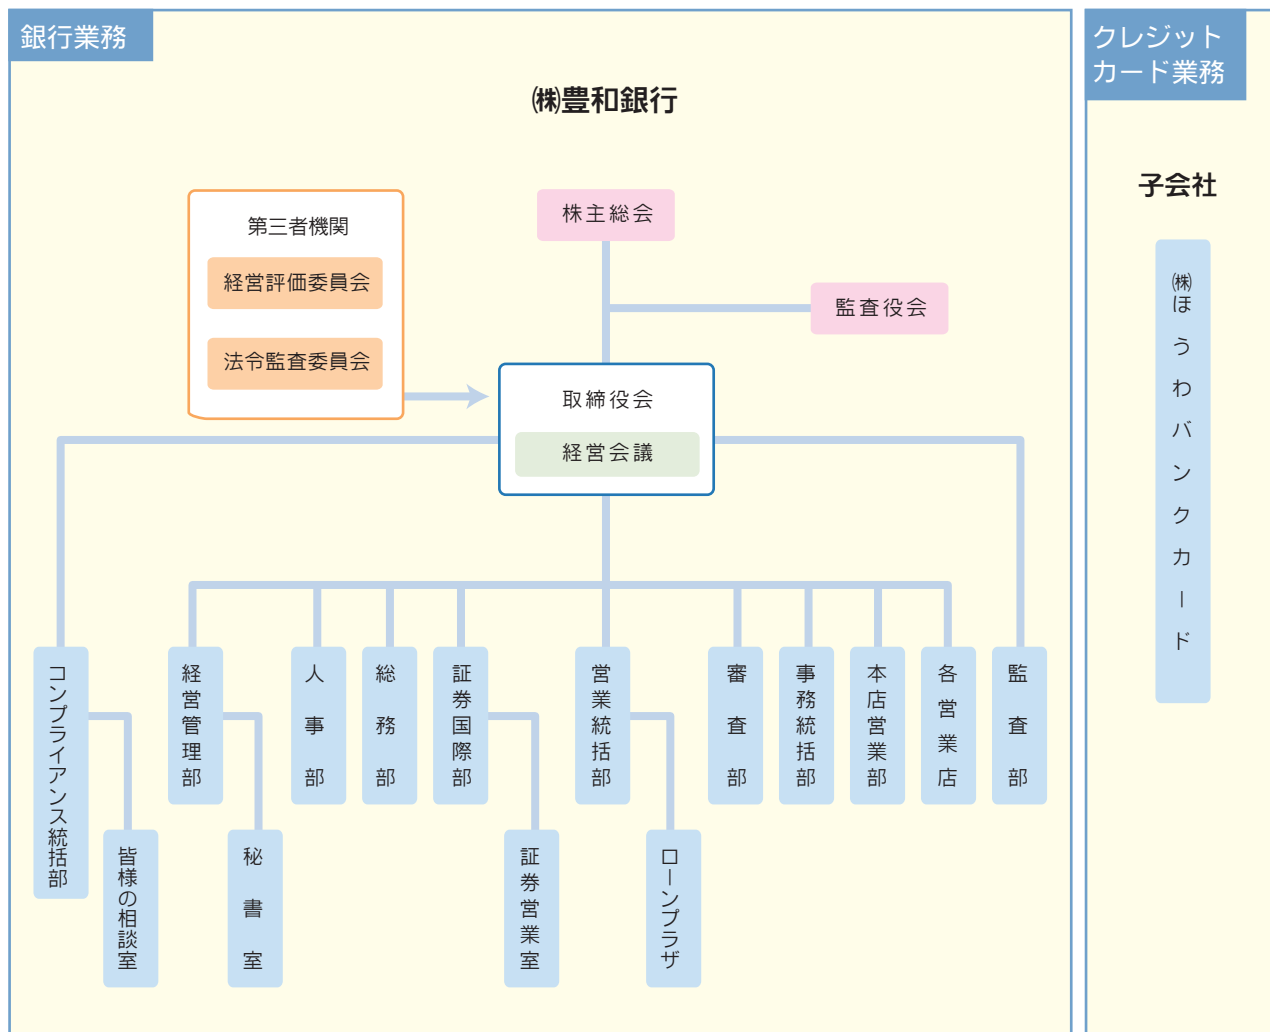 銀行業務
クレジット
カード業務
㈱豊和銀行
子会社
第三者機関
経営評価委員会
法令監査委員会
株主総会
監査役会
取締役会
経営会議
コンプライアンス統括部
皆様の相談室
経営管理部
秘書室
人事部
総務部
証券国際部
証券営業室
営業統括部
ローンプラザ
審査部
事務統括部
本店営業部
各営業店
監査部
㈱ほうわバンクカード